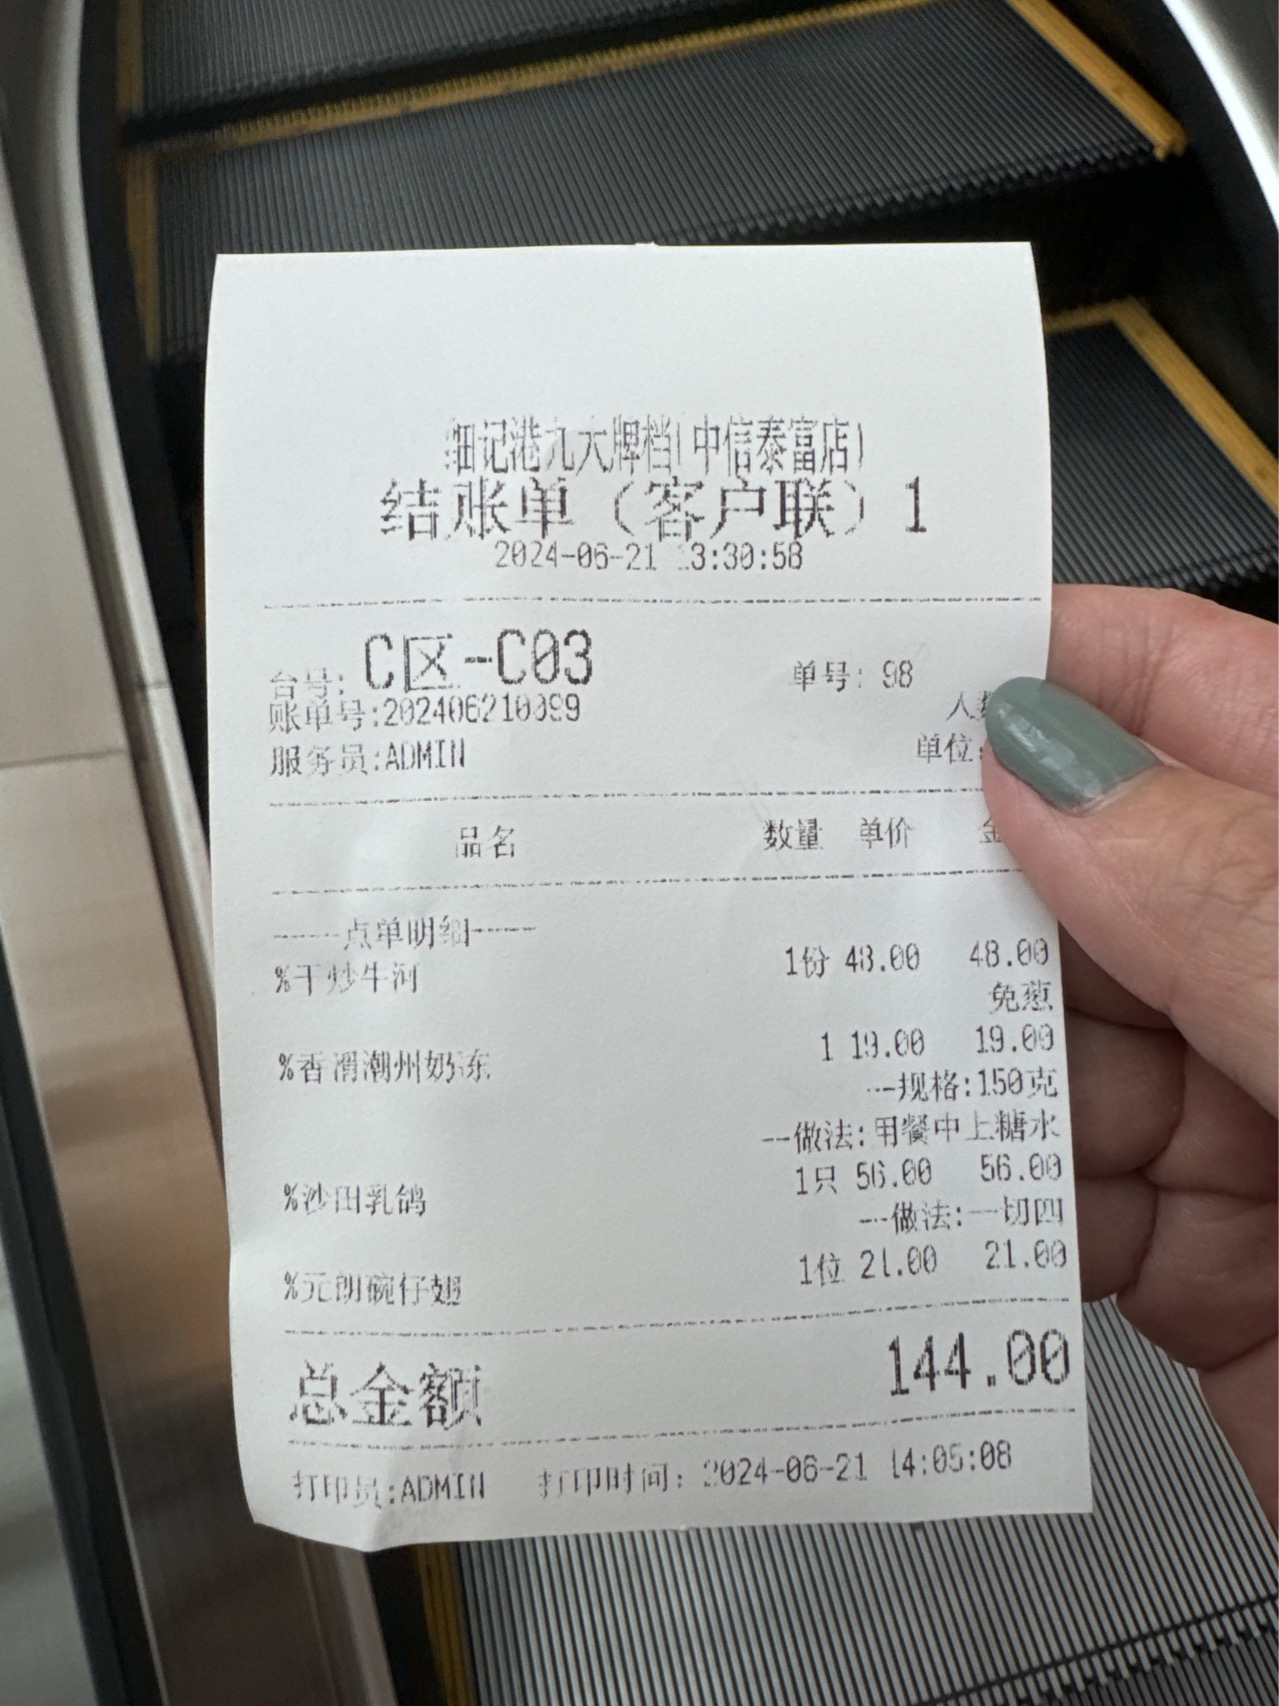 细记港九大牌档(中信泰富店)
结账单（客户联）1
2024-06-21 13:30:58
台号: C区-C03 单号: 98
账单号:202406210099 人数
服务员:ADMIN 单位:
品名 数量 单价 金
-----点单明细-----
%干炒牛河 1份 48.00 48.00
免葱
%香滑潮州奶冻 1 19.00 19.00
--规格:150克
--做法:用餐中上糖水
%沙田乳鸽 1只 56.00 56.00
--做法:一切四
%元朗碗仔翅 1位 21.00 21.00
总金额 144.00
打印员:ADMIN 打印时间: 2024-06-21 14:05:08